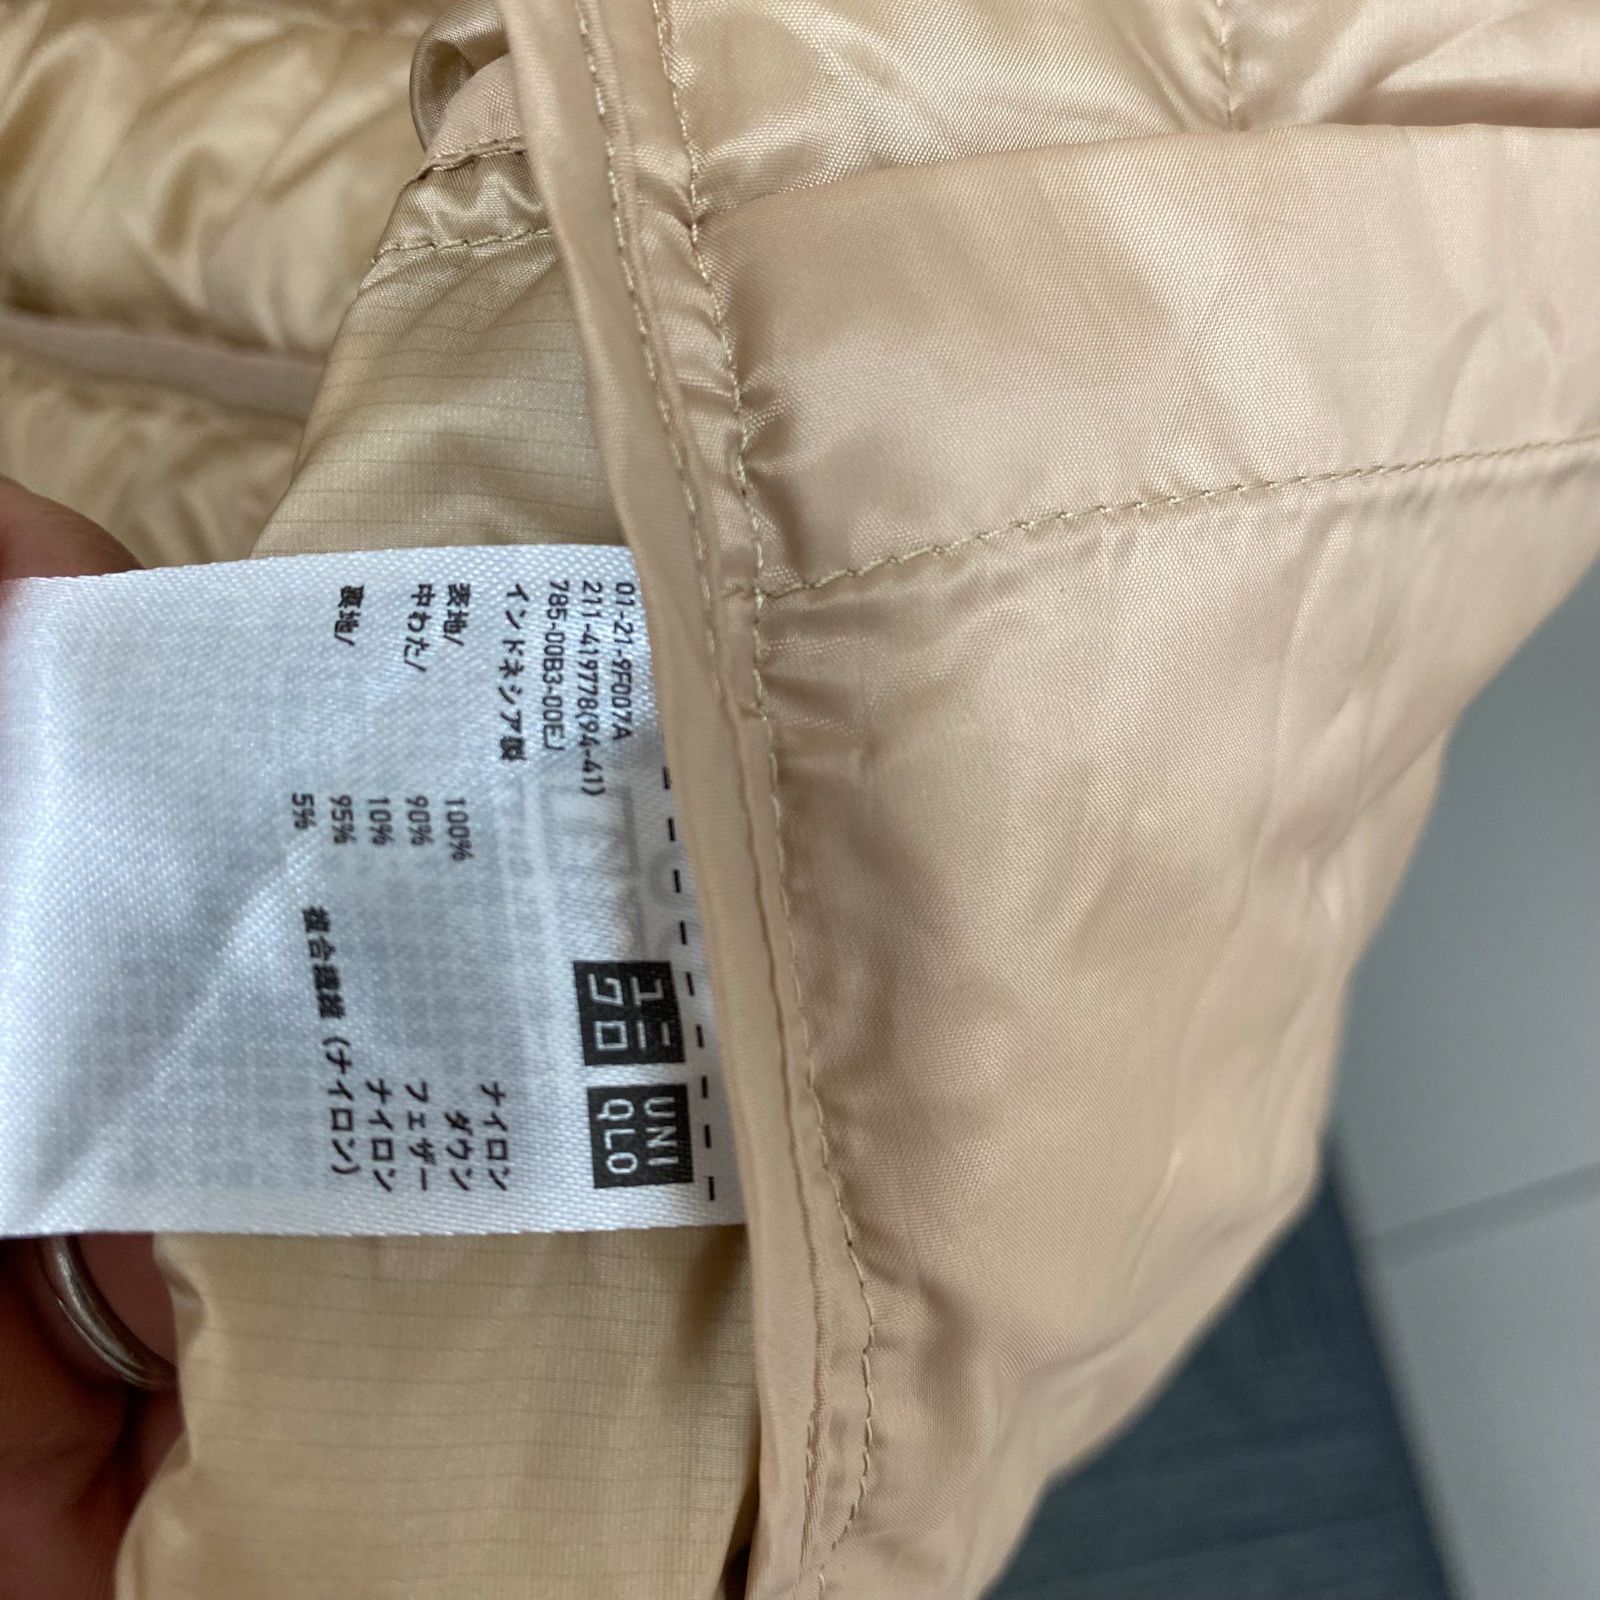 ユニ
クロ
UNI
QLO
01-21-9F007A
211-419778(94-41)
785-00B3-00EJ
インドネシア製
表地/ 100% ナイロン
中わた/ 90% ダウン
10% フェザー
裏地/ 95% ナイロン
5% 複合繊維(ナイロン)